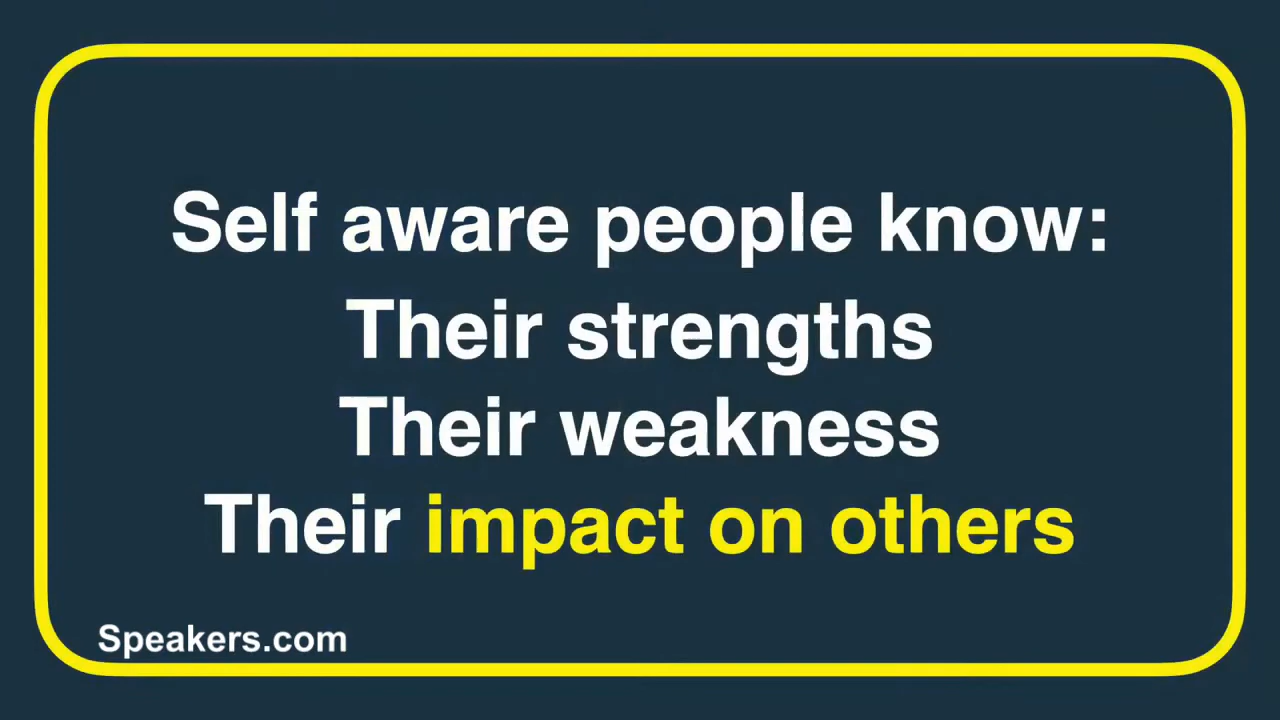 Self aware people know:
Their strengths
Their weakness
Their impact on others
Speakers.com